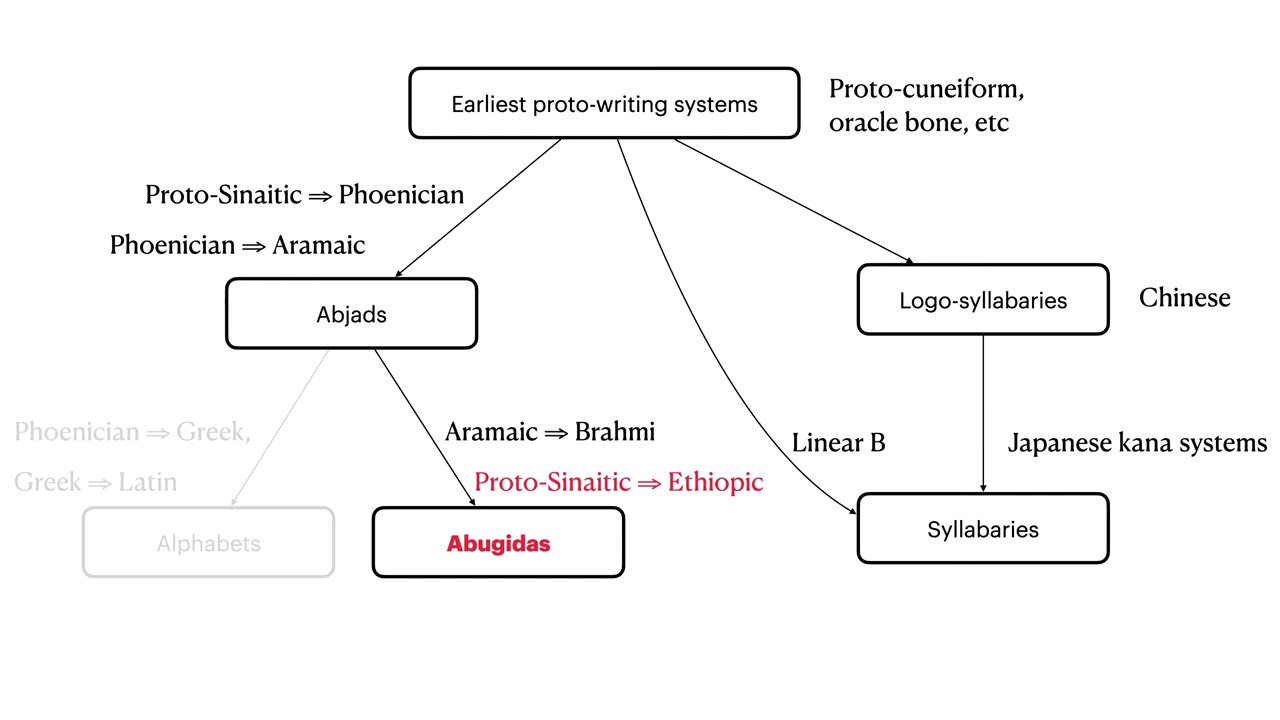 Earliest proto-writing systems
Proto-cuneiform,
oracle bone, etc
Proto-Sinaitic ⇒ Phoenician
Phoenician ⇒ Aramaic
Abjads
Logo-syllabaries
Chinese
Phoenician ⇒ Greek,
Greek ⇒ Latin
Aramaic ⇒ Brahmi
Proto-Sinaitic ⇒ Ethiopic
Linear B
Japanese kana systems
Alphabets
Abugidas
Syllabaries